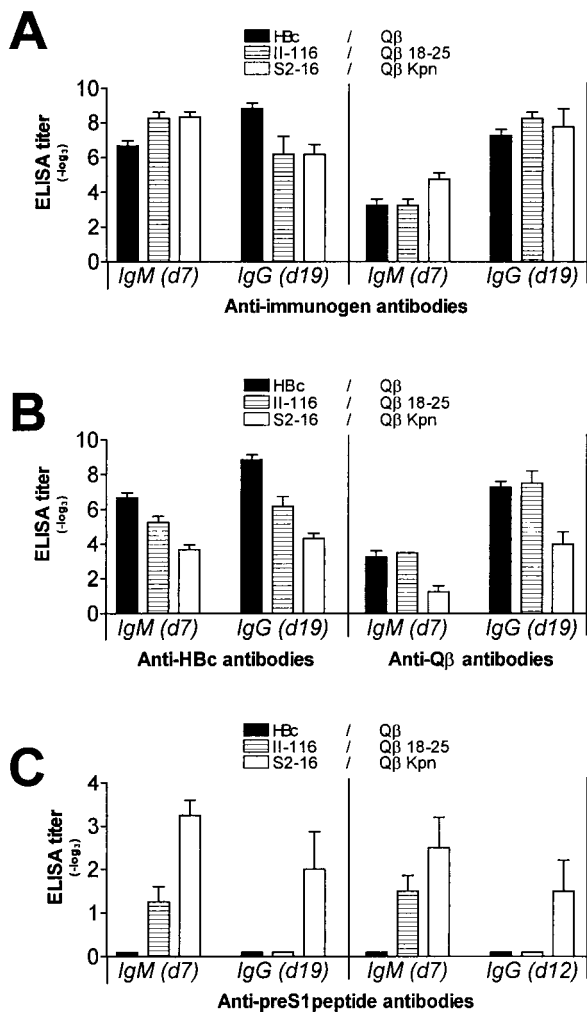 A
HBc / Qβ
II-116 / Qβ 18-25
S2-16 / Qβ Kpn
10
8
6
4
2
0
ELISA titer
(-log₃)
IgM (d7) IgG (d19) IgM (d7) IgG (d19)
Anti-immunogen antibodies
B
HBc / Qβ
II-116 / Qβ 18-25
S2-16 / Qβ Kpn
10
8
6
4
2
0
ELISA titer
(-log₃)
IgM (d7) IgG (d19) IgM (d7) IgG (d19)
Anti-HBc antibodies Anti-Qβ antibodies
C
HBc / Qβ
II-116 / Qβ 18-25
S2-16 / Qβ Kpn
4
3
2
1
0
ELISA titer
(-log₃)
IgM (d7) IgG (d19) IgM (d7) IgG (d12)
Anti-preS1peptide antibodies